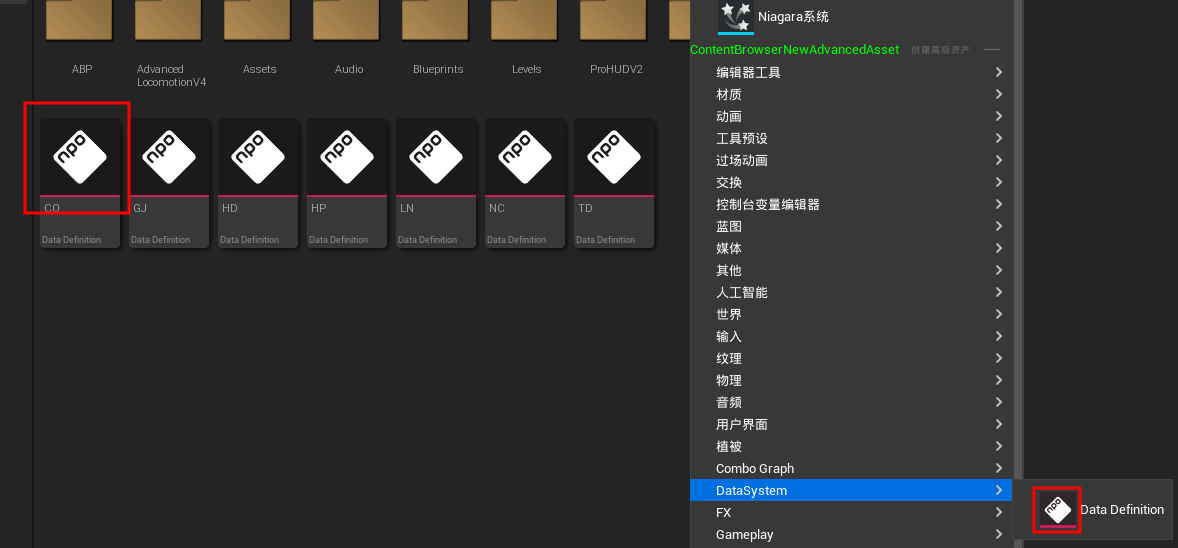 Niagara系统
ContentBrowserNewAdvancedAsset 创建高级资产
ABP
Advanced
LocomotionV4
Assets
Audio
Blueprints
Levels
ProHUDV2
编辑器工具
材质
动画
工具预设
过场动画
交换
控制台变量编辑器
蓝图
媒体
其他
人工智能
世界
输入
纹理
物理
音频
用户界面
植被
Combo Graph
DataSystem
FX
Gameplay
npo npo npo npo npo npo npo
CO GJ HD HP LN NC TD
Data Definition Data Definition Data Definition Data Definition Data Definition Data Definition Data Definition
npo Data Definition